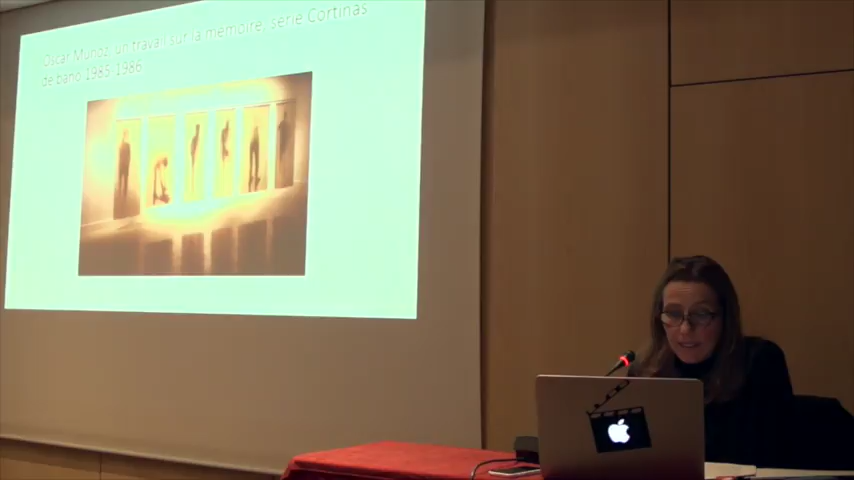 Oscar Muñoz, un travail sur la mémoire, série Cortinas
de baño 1985-1986